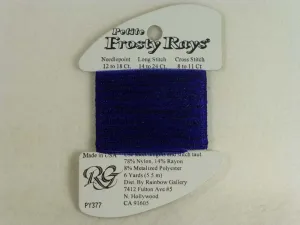 Petite
Frosty Rays®
Needlepoint Long Stitch Cross Stitch
12 to 18 Ct. 14 to 24 Ct. 8 to 11 Ct.
Made in USA
78% Nylon, 14% Rayon
8% Metalized Polyester
6 Yards (5.5 m)
Dist. By Rainbow Gallery
7412 Fulton Ave #5
N. Hollywood
CA 91605
RG
PY377